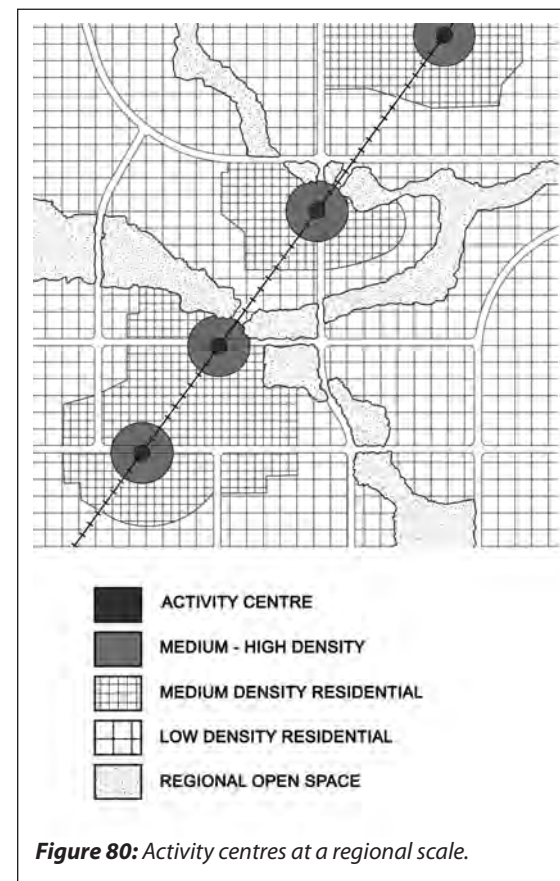 ACTIVITY CENTRE
MEDIUM - HIGH DENSITY
MEDIUM DENSITY RESIDENTIAL
LOW DENSITY RESIDENTIAL
REGIONAL OPEN SPACE
Figure 80: Activity centres at a regional scale.